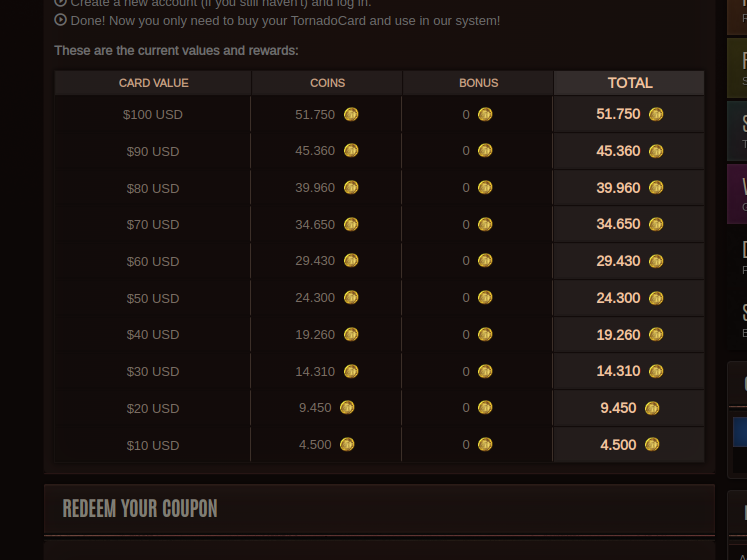 Create a new account (if you still haven't) and log in.
Done! Now you only need to buy your TornadoCard and use in our system!
These are the current values and rewards:
CARD VALUE COINS BONUS TOTAL
$100 USD 51.750 0 51.750
$90 USD 45.360 0 45.360
$80 USD 39.960 0 39.960
$70 USD 34.650 0 34.650
$60 USD 29.430 0 29.430
$50 USD 24.300 0 24.300
$40 USD 19.260 0 19.260
$30 USD 14.310 0 14.310
$20 USD 9.450 0 9.450
$10 USD 4.500 0 4.500
REDEEM YOUR COUPON